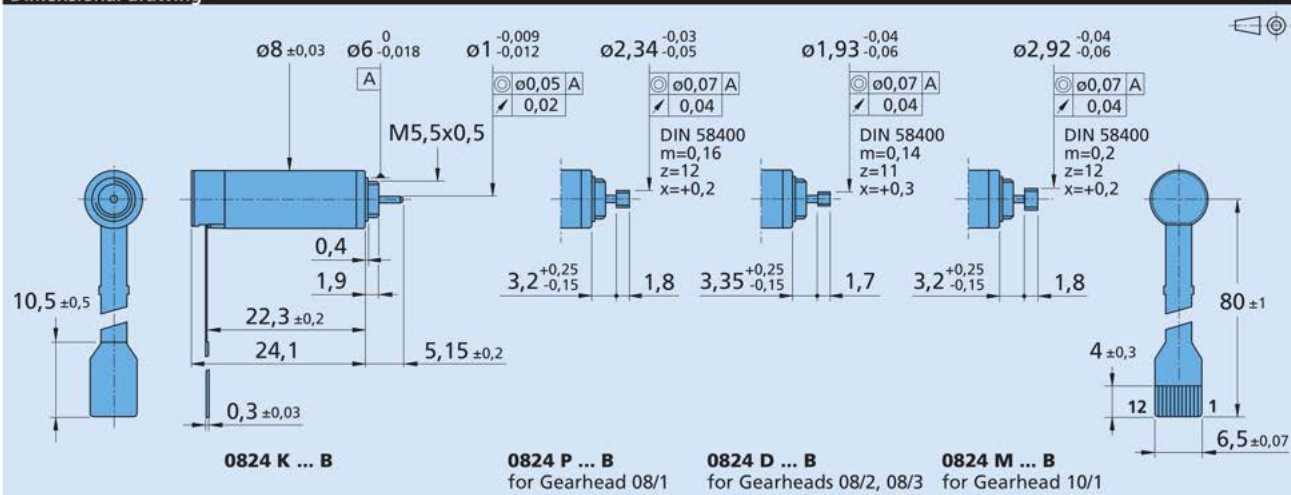 Dimensional drawing
ø8 ±0,03
ø6 0 -0,018
A
ø1 -0,009 -0,012
ø0,05 A
0,02
ø2,34 -0,03 -0,05
ø0,07 A
0,04
DIN 58400
m=0,16
z=12
x=+0,2
ø1,93 -0,04 -0,06
ø0,07 A
0,04
DIN 58400
m=0,14
z=11
x=+0,3
ø2,92 -0,04 -0,06
ø0,07 A
0,04
DIN 58400
m=0,2
z=12
x=+0,2
M5,5x0,5
0,4
1,9
10,5 ±0,5
22,3 ±0,2
24,1
5,15 ±0,2
0,3 ±0,03
3,2 +0,25 -0,15
1,8
3,35 +0,25 -0,15
1,7
3,2 +0,25 -0,15
1,8
80 ±1
4 ±0,3
12
1
6,5 ±0,07
0824 K ... B
0824 P ... B
for Gearhead 08/1
0824 D ... B
for Gearheads 08/2, 08/3
0824 M ... B
for Gearhead 10/1